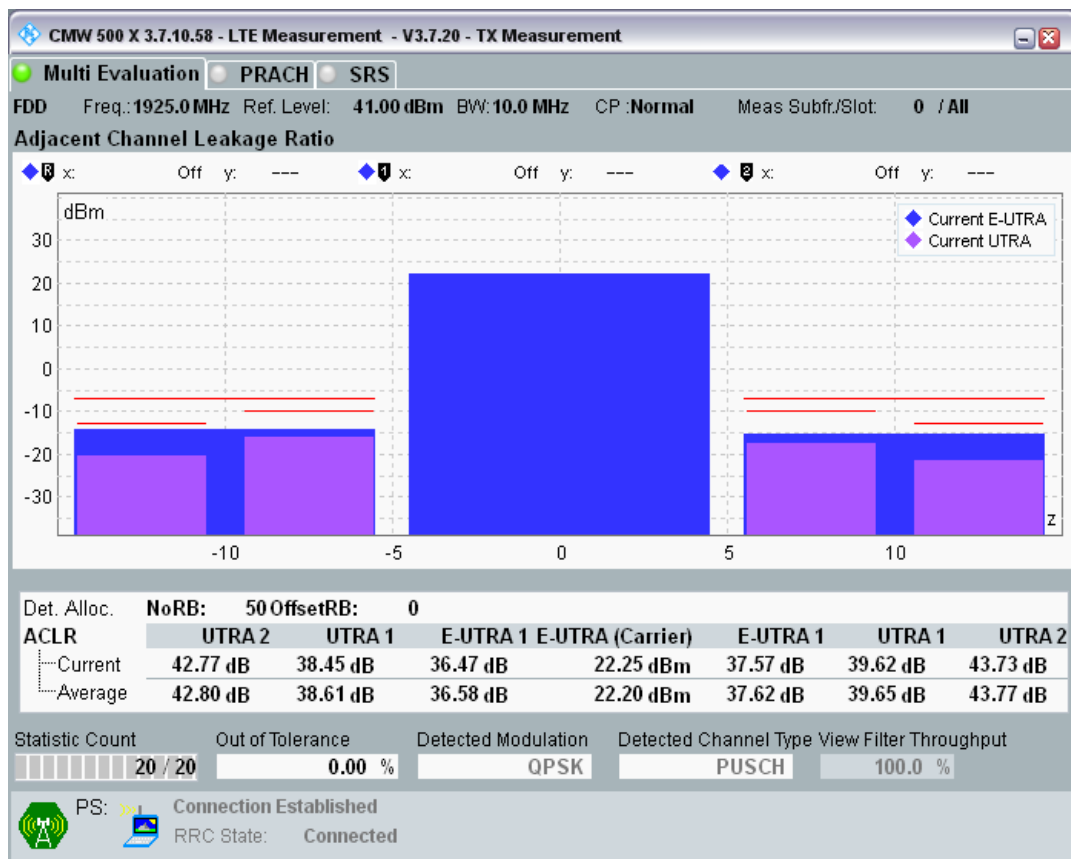 CMW 500 X 3.7.10.58 - LTE Measurement - V3.7.20 - TX Measurement
Multi Evaluation PRACH SRS
FDD Freq.: 1925.0 MHz Ref. Level: 41.00 dBm BW: 10.0 MHz CP :Normal Meas Subfr./Slot: 0 / All
Adjacent Channel Leakage Ratio
R x: Off y: --- 1 x: Off y: --- 2 x: Off y: ---
dBm
Current E-UTRA
Current UTRA
30
20
10
0
-10
-20
-30
z
-10 -5 0 5 10
Det. Alloc. NoRB: 50 OffsetRB: 0
ACLR UTRA 2 UTRA 1 E-UTRA 1 E-UTRA (Carrier) E-UTRA 1 UTRA 1 UTRA 2
Current 42.77 dB 38.45 dB 36.47 dB 22.25 dBm 37.57 dB 39.62 dB 43.73 dB
Average 42.80 dB 38.61 dB 36.58 dB 22.20 dBm 37.62 dB 39.65 dB 43.77 dB
Statistic Count Out of Tolerance Detected Modulation Detected Channel Type View Filter Throughput
20 / 20 0.00 % QPSK PUSCH 100.0 %
PS: Connection Established
RRC State: Connected